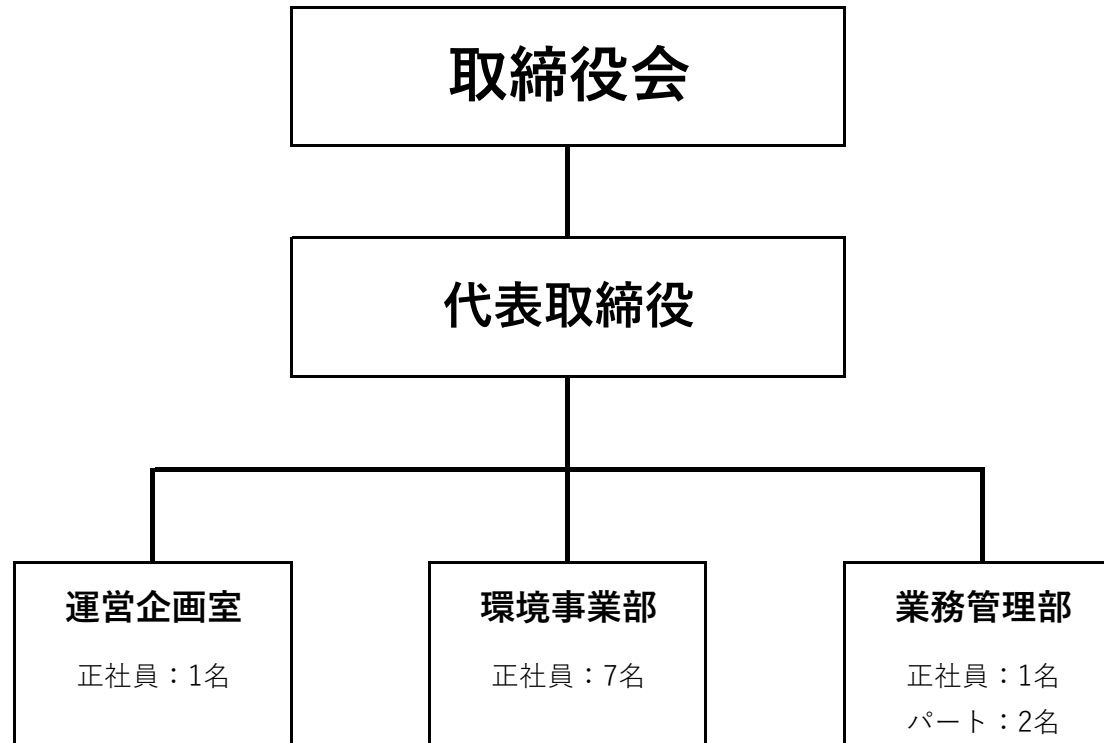 取締役会
代表取締役
運営企画室
正社員：1名
環境事業部
正社員：7名
業務管理部
正社員：1名
パート：2名